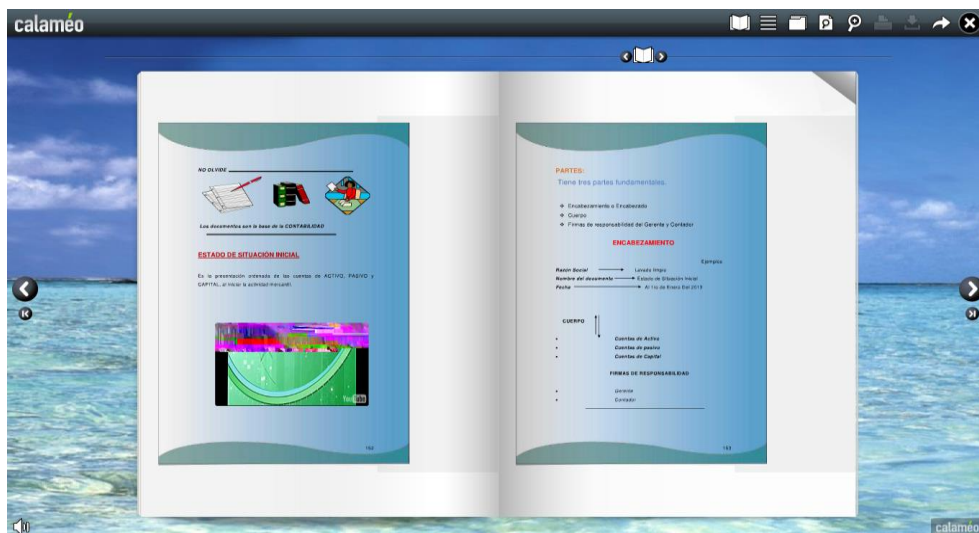 calaméo
NO OLVIDE
Los documentos son la base de la CONTABILIDAD
ESTADO DE SITUACIÓN INICIAL
Es la presentación ordenada de las cuentas de ACTIVO, PASIVO y
CAPITAL, al iniciar la actividad mercantil.
YouTube
152
PARTES:
Tiene tres partes fundamentales.
Encabezamiento o Encabezado
Cuerpo
Firmas de responsabilidad del Gerente y Contador
ENCABEZAMIENTO
Ejemplos
Razón Social Lavado limpio
Nombre del documento Estado de Situación Inicial
Fecha Al 1ro de Enero Del 2013
CUERPO
Cuentas de Activo
Cuentas de pasivo
Cuentas de Capital
FIRMAS DE RESPONSABILIDAD
Gerente
Contador
153
calaméo